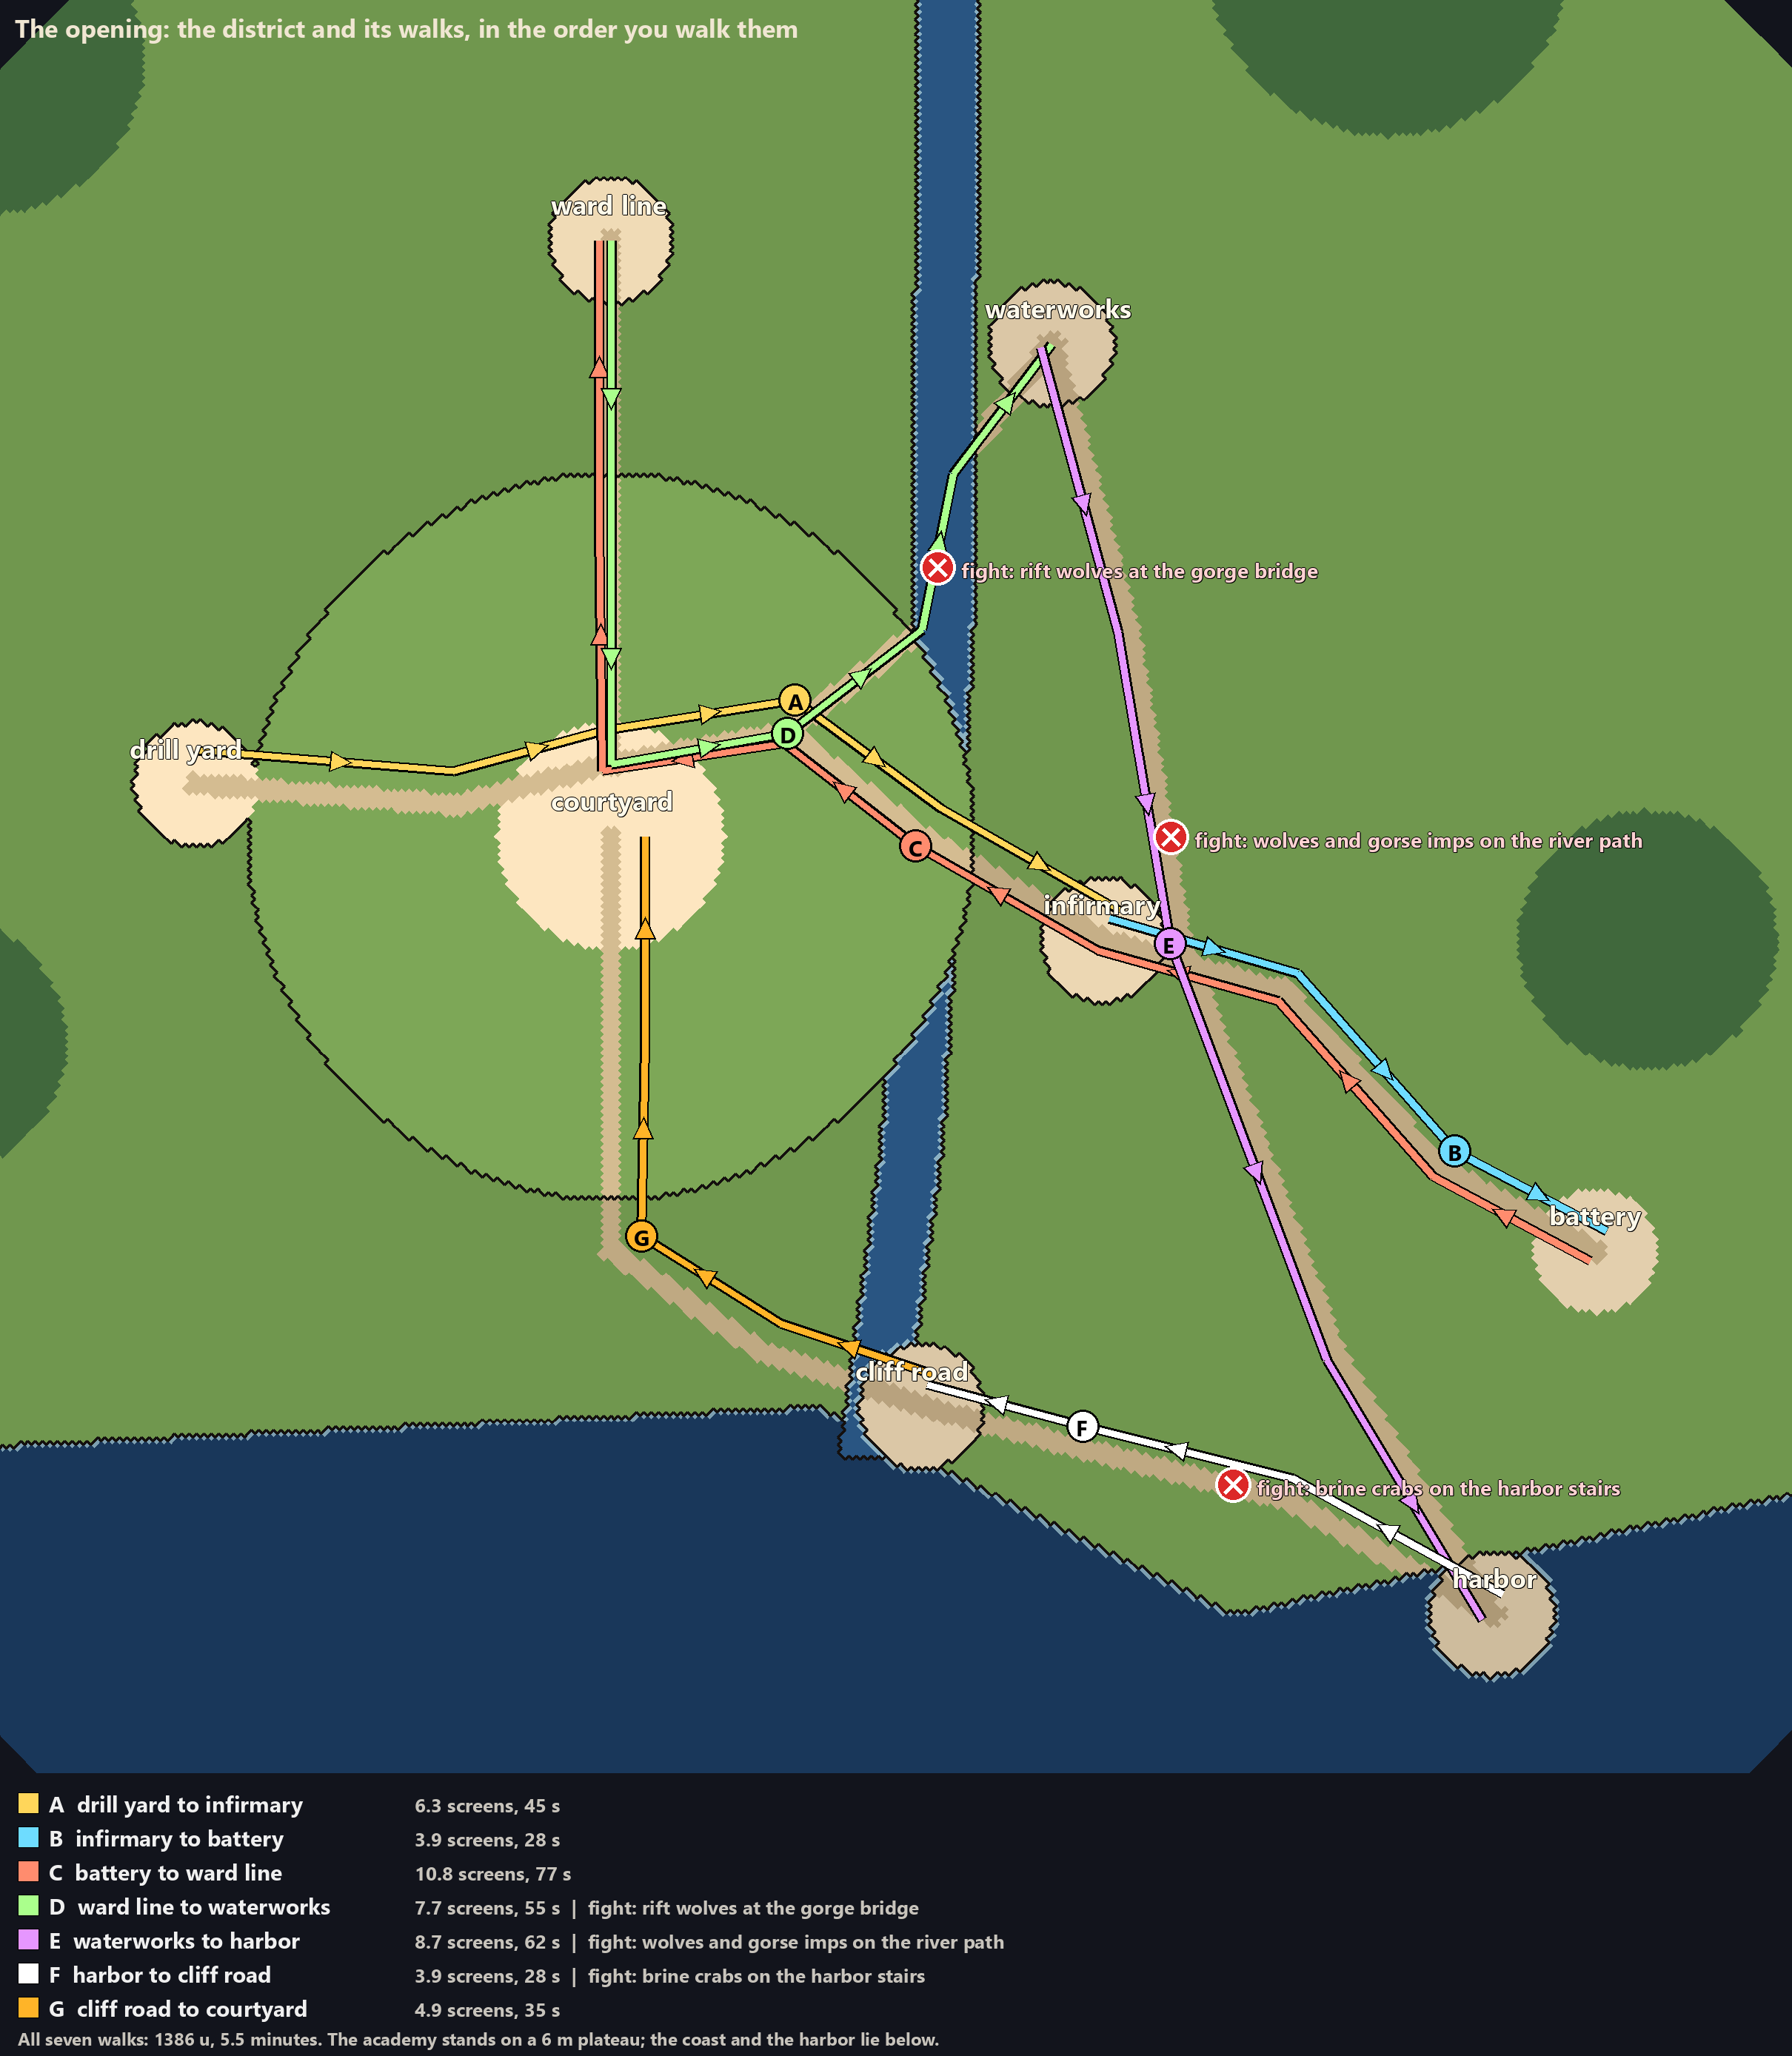 The opening: the district and its walks, in the order you walk them
ward line
waterworks
fight: rift wolves at the gorge bridge
A
D
drill yard
courtyard
fight: wolves and gorse imps on the river path
C
infirmary
E
B
battery
G
cliff road
F
fight: brine crabs on the harbor stairs
harbor
A drill yard to infirmary 6.3 screens, 45 s
B infirmary to battery 3.9 screens, 28 s
C battery to ward line 10.8 screens, 77 s
D ward line to waterworks 7.7 screens, 55 s | fight: rift wolves at the gorge bridge
E waterworks to harbor 8.7 screens, 62 s | fight: wolves and gorse imps on the river path
F harbor to cliff road 3.9 screens, 28 s | fight: brine crabs on the harbor stairs
G cliff road to courtyard 4.9 screens, 35 s
All seven walks: 1386 u, 5.5 minutes. The academy stands on a 6 m plateau; the coast and the harbor lie below.